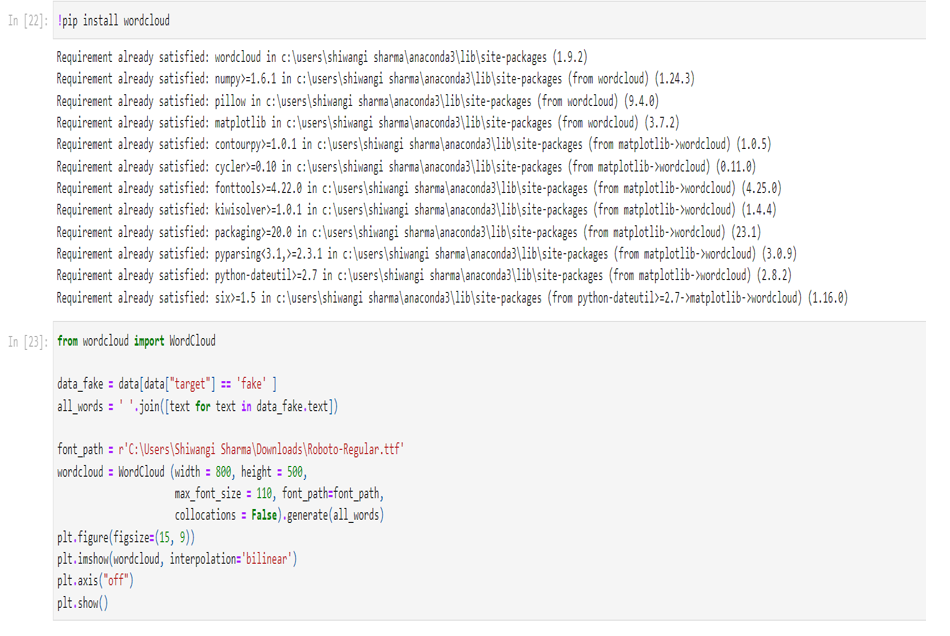 In [22]: !pip install wordcloud
Requirement already satisfied: wordcloud in c:\users\shiwangi sharma\anaconda3\lib\site-packages (1.9.2)
Requirement already satisfied: numpy>=1.6.1 in c:\users\shiwangi sharma\anaconda3\lib\site-packages (from wordcloud) (1.24.3)
Requirement already satisfied: pillow in c:\users\shiwangi sharma\anaconda3\lib\site-packages (from wordcloud) (9.4.0)
Requirement already satisfied: matplotlib in c:\users\shiwangi sharma\anaconda3\lib\site-packages (from wordcloud) (3.7.2)
Requirement already satisfied: contourpy>=1.0.1 in c:\users\shiwangi sharma\anaconda3\lib\site-packages (from matplotlib->wordcloud) (1.0.5)
Requirement already satisfied: cycler>=0.10 in c:\users\shiwangi sharma\anaconda3\lib\site-packages (from matplotlib->wordcloud) (0.11.0)
Requirement already satisfied: fonttools>=4.22.0 in c:\users\shiwangi sharma\anaconda3\lib\site-packages (from matplotlib->wordcloud) (4.25.0)
Requirement already satisfied: kiwisolver>=1.0.1 in c:\users\shiwangi sharma\anaconda3\lib\site-packages (from matplotlib->wordcloud) (1.4.4)
Requirement already satisfied: packaging>=20.0 in c:\users\shiwangi sharma\anaconda3\lib\site-packages (from matplotlib->wordcloud) (23.1)
Requirement already satisfied: pyparsing<3.1,>=2.3.1 in c:\users\shiwangi sharma\anaconda3\lib\site-packages (from matplotlib->wordcloud) (3.0.9)
Requirement already satisfied: python-dateutil>=2.7 in c:\users\shiwangi sharma\anaconda3\lib\site-packages (from matplotlib->wordcloud) (2.8.2)
Requirement already satisfied: six>=1.5 in c:\users\shiwangi sharma\anaconda3\lib\site-packages (from python-dateutil>=2.7->matplotlib->wordcloud) (1.16.0)
In [23]: from wordcloud import WordCloud
data_fake = data[data["target"] == 'fake' ]
all_words = ' '.join([text for text in data_fake.text])
font_path = r'C:\Users\Shiwangi Sharma\Downloads\Roboto-Regular.ttf'
wordcloud = WordCloud (width = 800, height = 500,
max_font_size = 110, font_path=font_path,
collocations = False).generate(all_words)
plt.figure(figsize=(15, 9))
plt.imshow(wordcloud, interpolation='bilinear')
plt.axis("off")
plt.show()